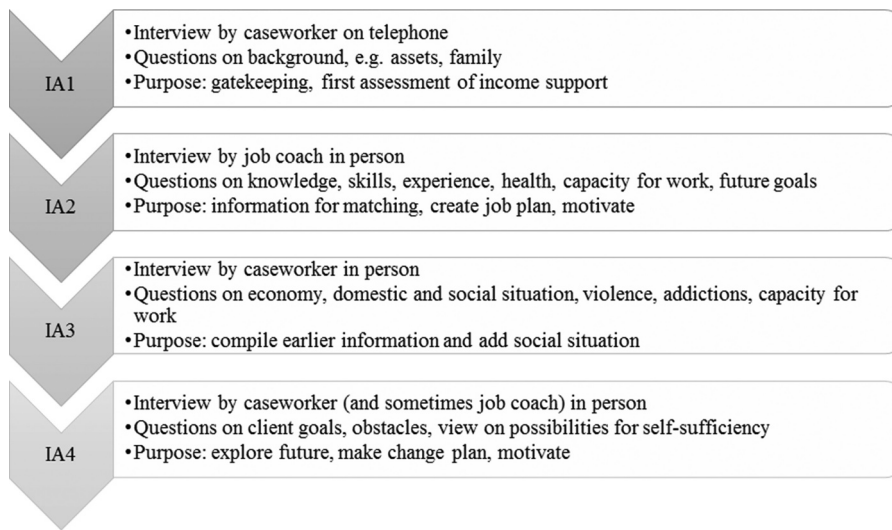 IA1
•Interview by caseworker on telephone
•Questions on background, e.g. assets, family
•Purpose: gatekeeping, first assessment of income support
IA2
•Interview by job coach in person
•Questions on knowledge, skills, experience, health, capacity for work, future goals
•Purpose: information for matching, create job plan, motivate
IA3
•Interview by caseworker in person
•Questions on economy, domestic and social situation, violence, addictions, capacity for
work
•Purpose: compile earlier information and add social situation
IA4
•Interview by caseworker (and sometimes job coach) in person
•Questions on client goals, obstacles, view on possibilities for self-sufficiency
•Purpose: explore future, make change plan, motivate